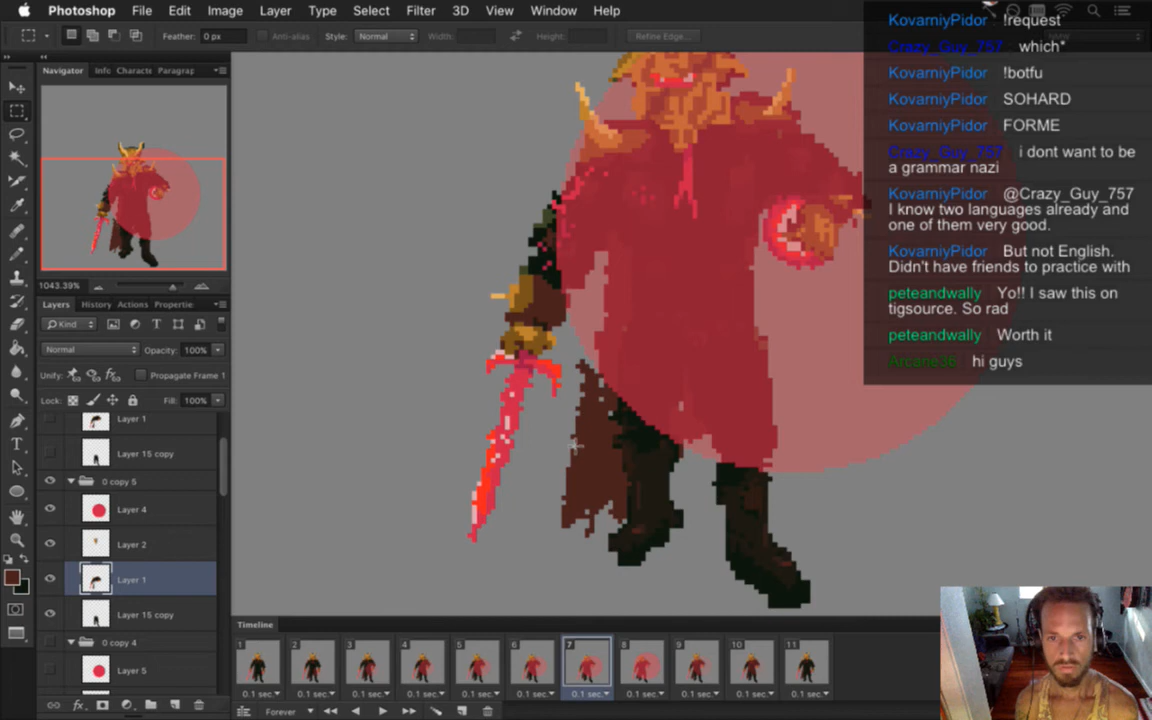 Photoshop File Edit Image Layer Type Select Filter 3D View Window Help
Feather: 0 px Anti-alias Style: Normal Width: Height: Refine Edge...
Navigator Info Characte Paragrap
1043.39%
Layers History Actions Propertie
Kind
Normal Opacity: 100%
Unify: Propagate Frame 1
Lock: Fill: 100%
Layer 1
Layer 15 copy
0 copy 5
Layer 4
Layer 2
Layer 1
Layer 15 copy
0 copy 4
Layer 5
KovarniyPidor !request
Crazy_Guy_757 which*
KovarniyPidor !botfu
KovarniyPidor SOHARD
KovarniyPidor FORME
Crazy_Guy_757 i dont want to be
a grammar nazi
KovarniyPidor @Crazy_Guy_757
I know two languages already and
one of them very good.
KovarniyPidor But not English.
Didn't have friends to practice with
peteandwally Yo!! I saw this on
tigsource. So rad
peteandwally Worth it
Arcane36 hi guys
Timeline
1 2 3 4 5 6 7 8 9 10 11
0.1 sec. 0.1 sec. 0.1 sec. 0.1 sec. 0.1 sec. 0.1 sec. 0.1 sec. 0.1 sec. 0.1 sec. 0.1 sec. 0.1 sec.
Forever